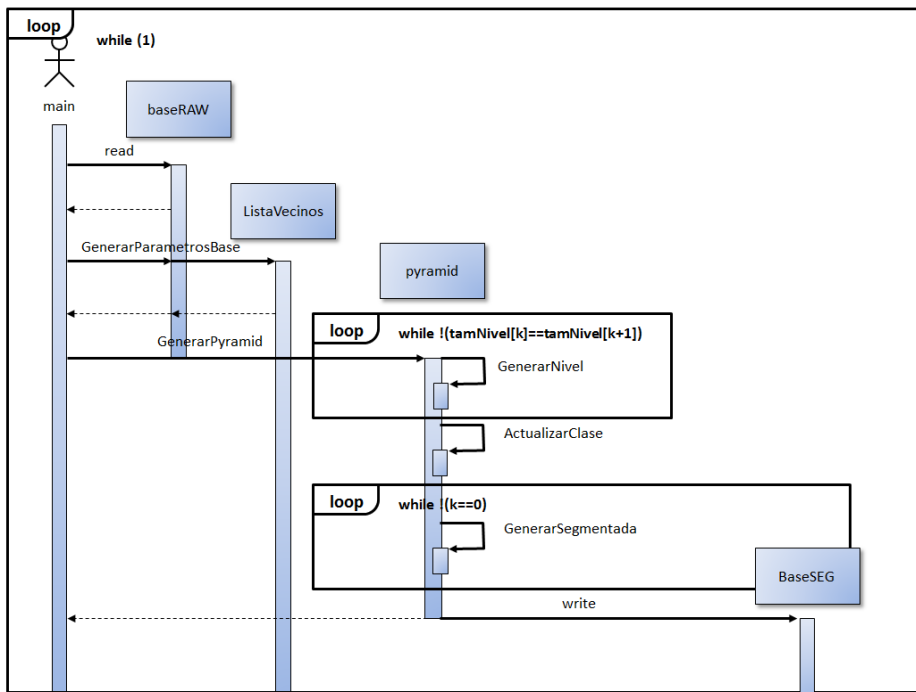 loop
while (1)
main
baseRAW
read
ListaVecinos
GenerarParametrosBase
pyramid
loop
while !(tamNivel[k]==tamNivel[k+1])
GenerarPyramid
GenerarNivel
ActualizarClase
loop
while !(k==0)
GenerarSegmentada
BaseSEG
write